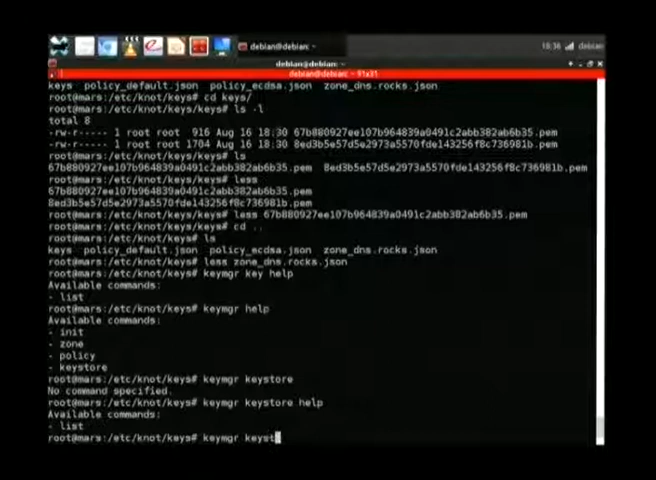 debian@debian: ~
18:36
debian
debian@debian: ~
debian@debian: ~ 91x31
keys  policy_default.json  policy_ecdsa.json  zone_dns.rocks.json
root@mars:/etc/knot/keys# cd keys/
root@mars:/etc/knot/keys/keys# ls -l
total 8
-rw-r----- 1 root root  916 Aug 16 18:30 67b880927ee107b964839a0491c2abb382ab6b35.pem
-rw-r----- 1 root root 1704 Aug 16 18:30 8ed3b5e57d5e2973a5570fde143256f8c736981b.pem
root@mars:/etc/knot/keys/keys# ls
67b880927ee107b964839a0491c2abb382ab6b35.pem  8ed3b5e57d5e2973a5570fde143256f8c736981b.pem
root@mars:/etc/knot/keys/keys# less
67b880927ee107b964839a0491c2abb382ab6b35.pem
8ed3b5e57d5e2973a5570fde143256f8c736981b.pem
root@mars:/etc/knot/keys/keys# less 67b880927ee107b964839a0491c2abb382ab6b35.pem
root@mars:/etc/knot/keys/keys# cd ..
root@mars:/etc/knot/keys# ls
keys  policy_default.json  policy_ecdsa.json  zone_dns.rocks.json
root@mars:/etc/knot/keys# less zone_dns.rocks.json
root@mars:/etc/knot/keys# keymgr key help
Available commands:
- list
root@mars:/etc/knot/keys# keymgr help
Available commands:
- init
- zone
- policy
- keystore
root@mars:/etc/knot/keys# keymgr keystore
No command specified.
root@mars:/etc/knot/keys# keymgr keystore help
Available commands:
- list
root@mars:/etc/knot/keys# keymgr keyst